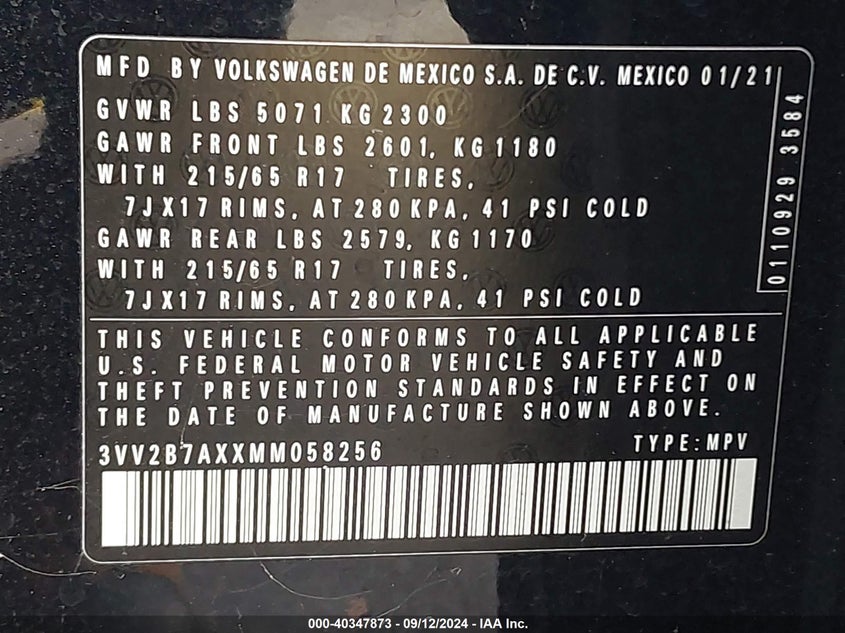 MFD BY VOLKSWAGEN DE MEXICO S.A. DE C.V. MEXICO 01/21
GVWR LBS 5071 KG 2300
GAWR FRONT LBS 2601, KG 1180
WITH 215/65 R17 TIRES,
7JX17 RIMS, AT 280 KPA, 41 PSI COLD
GAWR REAR LBS 2579, KG 1170
WITH 215/65 R17 TIRES,
7JX17 RIMS, AT 280 KPA, 41 PSI COLD
0110929 3584
THIS VEHICLE CONFORMS TO ALL APPLICABLE
U.S. FEDERAL MOTOR VEHICLE SAFETY AND
THEFT PREVENTION STANDARDS IN EFFECT ON
THE DATE OF MANUFACTURE SHOWN ABOVE.
3VV2B7AXXMM058256 TYPE: MPV
000-40347873 - 09/12/2024 - IAA Inc.